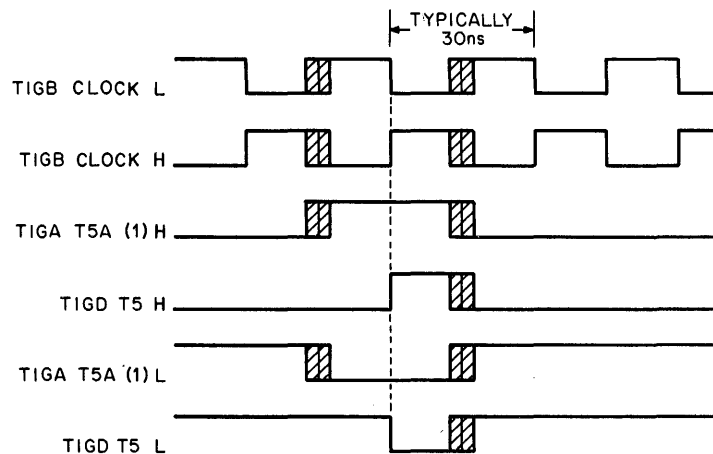 TYPICALLY
30ns
TIGB CLOCK L
TIGB CLOCK H
TIGA T5A (1) H
TIGD T5 H
TIGA T5A (1) L
TIGD T5 L